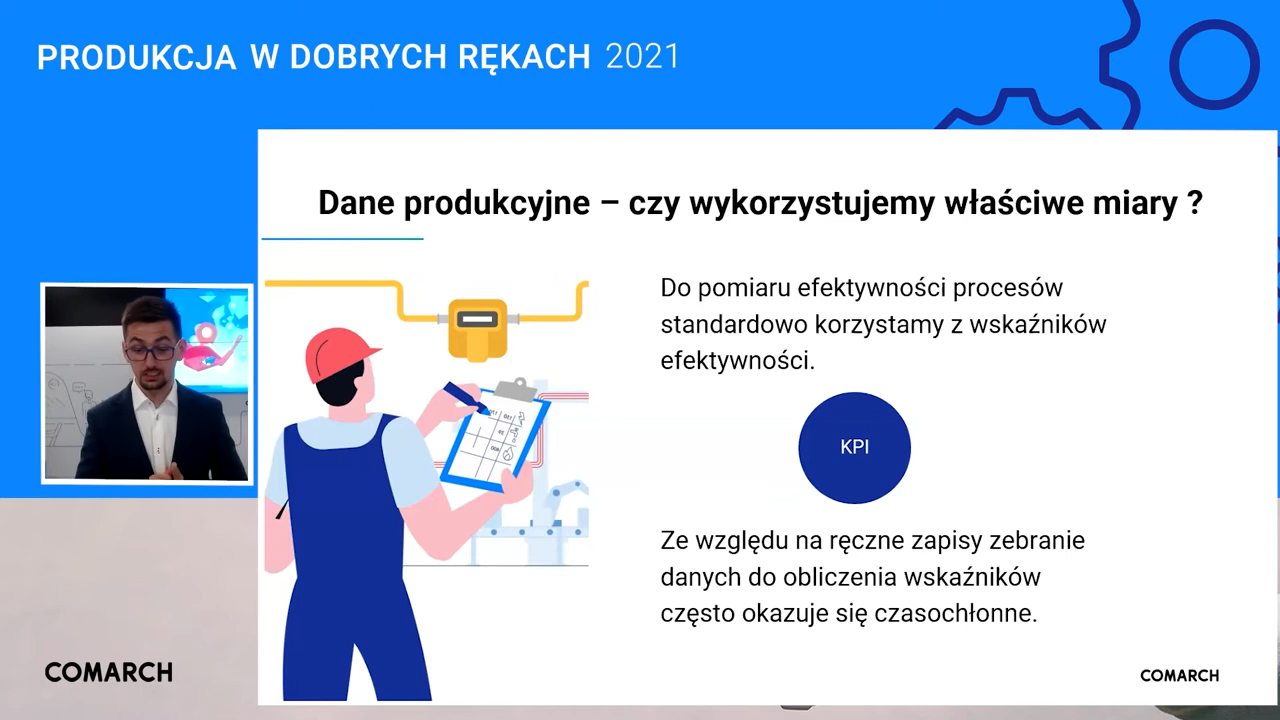 PRODUKCJA W DOBRYCH RĘKACH 2021
Dane produkcyjne – czy wykorzystujemy właściwe miary ?
Do pomiaru efektywności procesów
standardowo korzystamy z wskaźników
efektywności.
KPI
Ze względu na ręczne zapisy zebranie
danych do obliczenia wskaźników
często okazuje się czasochłonne.
COMARCH
COMARCH